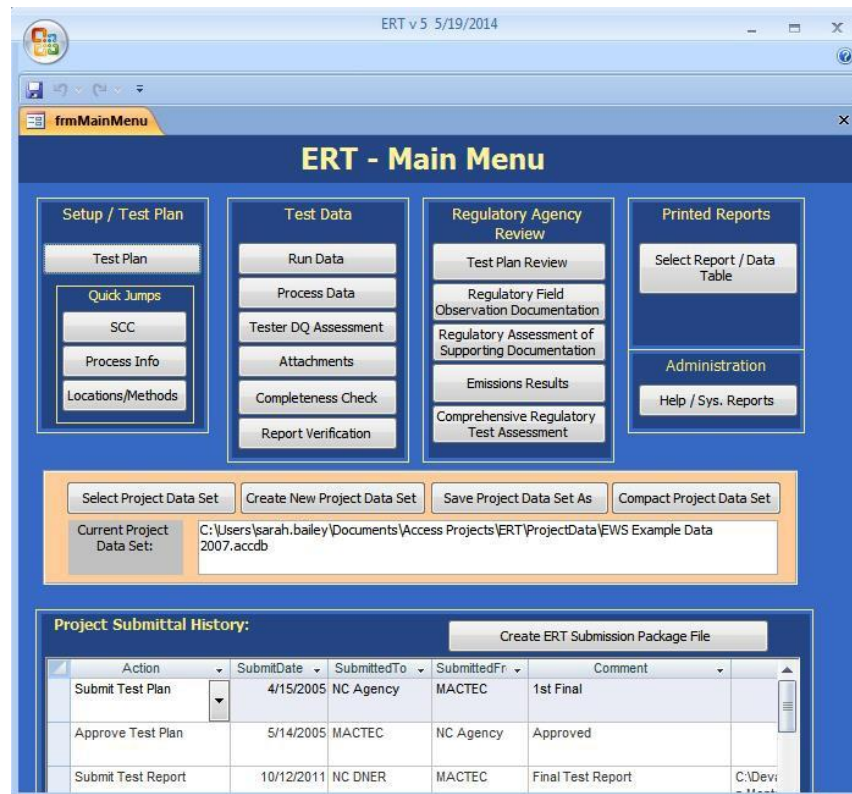 ERT v 5 5/19/2014
frmMainMenu
ERT - Main Menu
Setup / Test Plan
Test Plan
Quick Jumps
SCC
Process Info
Locations/Methods
Test Data
Run Data
Process Data
Tester DQ Assessment
Attachments
Completeness Check
Report Verification
Regulatory Agency
Review
Test Plan Review
Regulatory Field
Observation Documentation
Regulatory Assessment of
Supporting Documentation
Emissions Results
Comprehensive Regulatory
Test Assessment
Printed Reports
Select Report / Data
Table
Administration
Help / Sys. Reports
Select Project Data Set
Create New Project Data Set
Save Project Data Set As
Compact Project Data Set
Current Project
Data Set:
C:\Users\sarah.bailey\Documents\Access Projects\ERT\ProjectData\EWS Example Data
2007.accdb
Project Submittal History:
Create ERT Submission Package File
Action SubmitDate SubmittedTo SubmittedFr Comment
Submit Test Plan 4/15/2005 NC Agency MACTEC 1st Final
Approve Test Plan 5/14/2005 MACTEC NC Agency Approved
Submit Test Report 10/12/2011 NC DNER MACTEC Final Test Report C:\Deva